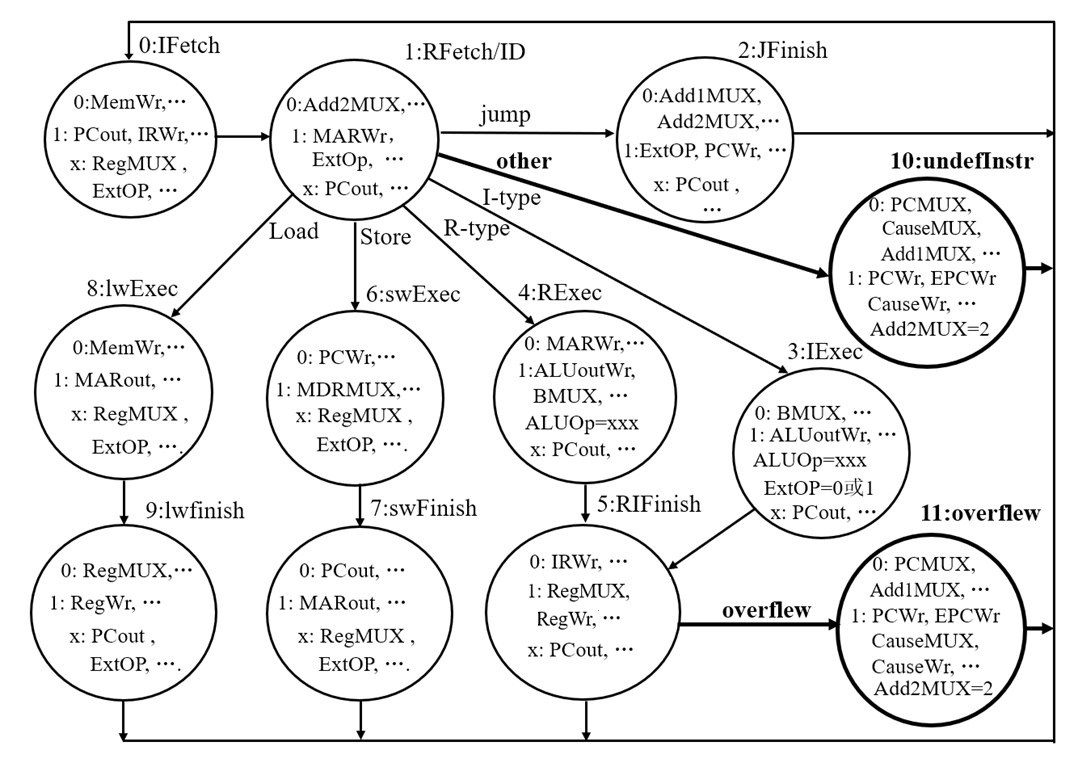 0:IFetch
0:MemWr,⋯
1: PCout, IRWr,⋯
x: RegMUX ,
ExtOP, ⋯
1:RFetch/ID
0:Add2MUX,⋯
1: MARWr，
ExtOp, ⋯
x: PCout, ⋯
jump
2:JFinish
0:Add1MUX,
Add2MUX,⋯
1:ExtOP, PCWr, ⋯
x: PCout ,
⋯
other
10:undefInstr
0: PCMUX,
CauseMUX,
Add1MUX, ⋯
1: PCWr, EPCWr
CauseWr, ⋯
Add2MUX=2
I-type
R-type
Store
Load
8:lwExec
0:MemWr,⋯
1: MARout, ⋯
x: RegMUX ,
ExtOP, ⋯.
6:swExec
0: PCWr,⋯
1: MDRMUX,⋯
x: RegMUX ,
ExtOP, ⋯.
4:RExec
0: MARWr,⋯
1:ALUoutWr,
BMUX, ⋯
ALUOp=xxx
x: PCout, ⋯
3:IExec
0: BMUX, ⋯
1: ALUoutWr, ⋯
ALUOp=xxx
ExtOP=0或1
x: PCout, ⋯
9:lwfinish
0: RegMUX,⋯
1: RegWr, ⋯
x: PCout ,
ExtOP, ⋯.
7:swFinish
0: PCout, ⋯
1: MARout, ⋯
x: RegMUX ,
ExtOP, ⋯.
5:RIFinish
0: IRWr, ⋯
1: RegMUX,
RegWr, ⋯
x: PCout, ⋯
overflew
11:overflew
0: PCMUX,
Add1MUX, ⋯
1: PCWr, EPCWr
CauseMUX,
CauseWr, ⋯
Add2MUX=2